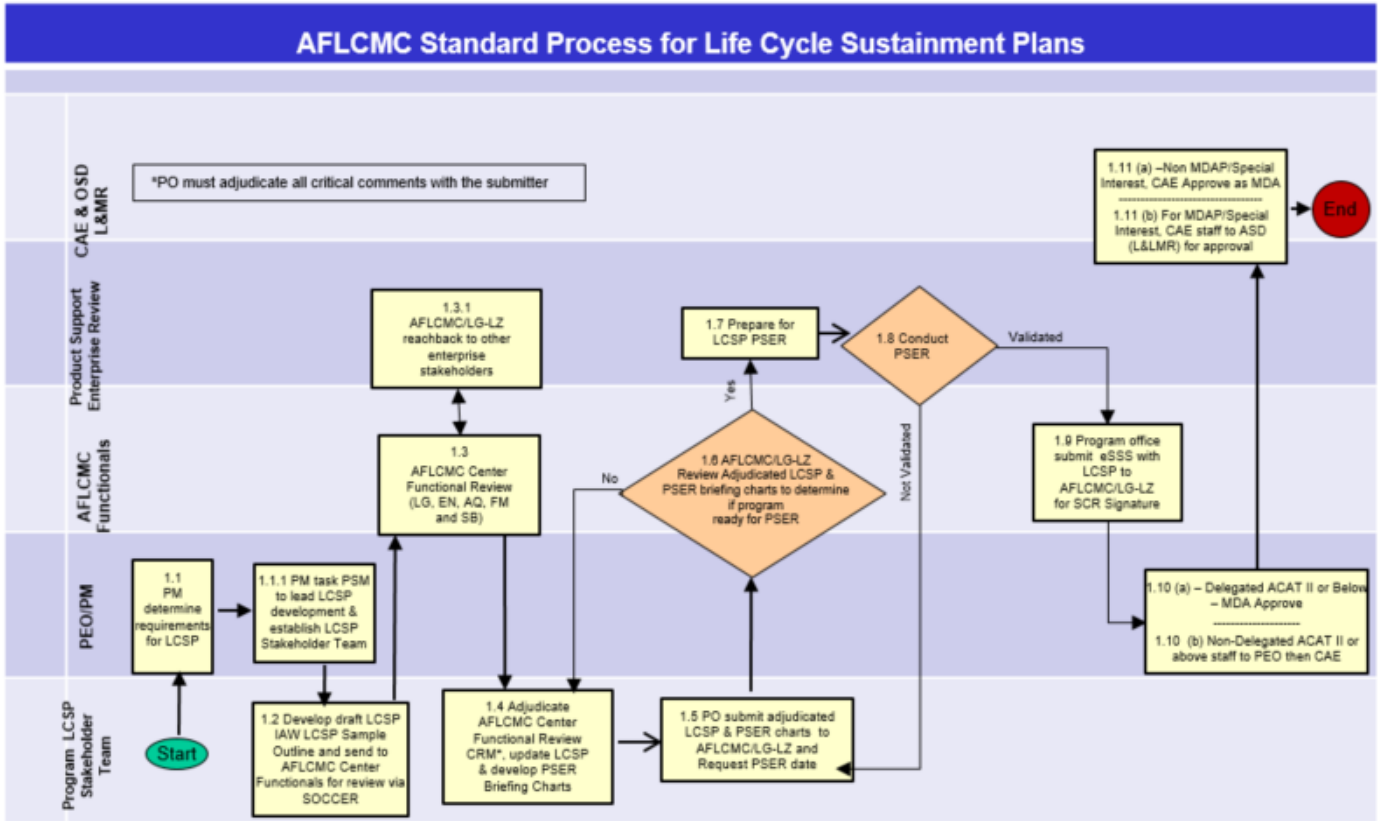 AFLCMC Standard Process for Life Cycle Sustainment Plans
CAE & OSD
L&MR
*PO must adjudicate all critical comments with the submitter
1.11 (a) –Non MDAP/Special
Interest, CAE Approve as MDA
------------------------------------
1.11 (b) For MDAP/Special
Interest, CAE staff to ASD
(L&LMR) for approval
End
Product Support
Enterprise Review
1.3.1
AFLCMC/LG-LZ
reachback to other
enterprise
stakeholders
1.7 Prepare for
LCSP PSER
1.8 Conduct
PSER
Validated
Yes
Not Validated
AFLCMC
Functionals
1.3
AFLCMC Center
Functional Review
(LG, EN, AQ, FM
and SB)
No
1.6 AFLCMC/LG-LZ
Review Adjudicated LCSP &
PSER briefing charts to determine
if program
ready for PSER
1.9 Program office
submit eSSS with
LCSP to
AFLCMC/LG-LZ
for SCR Signature
PEO/PM
1.1
PM
determine
requirements
for LCSP
1.1.1 PM task PSM
to lead LCSP
development &
establish LCSP
Stakeholder Team
1.10 (a) – Delegated ACAT II or Below
– MDA Approve
---------------------
1.10 (b) Non-Delegated ACAT II or
above staff to PEO then CAE
Program LCSP
Stakeholder
Team
Start
1.2 Develop draft LCSP
IAW LCSP Sample
Outline and send to
AFLCMC Center
Functionals for review via
SOCCER
1.4 Adjudicate
AFLCMC Center
Functional Review
CRM*, update LCSP
& develop PSER
Briefing Charts
1.5 PO submit adjudicated
LCSP & PSER charts to
AFLCMC/LG-LZ and
Request PSER date